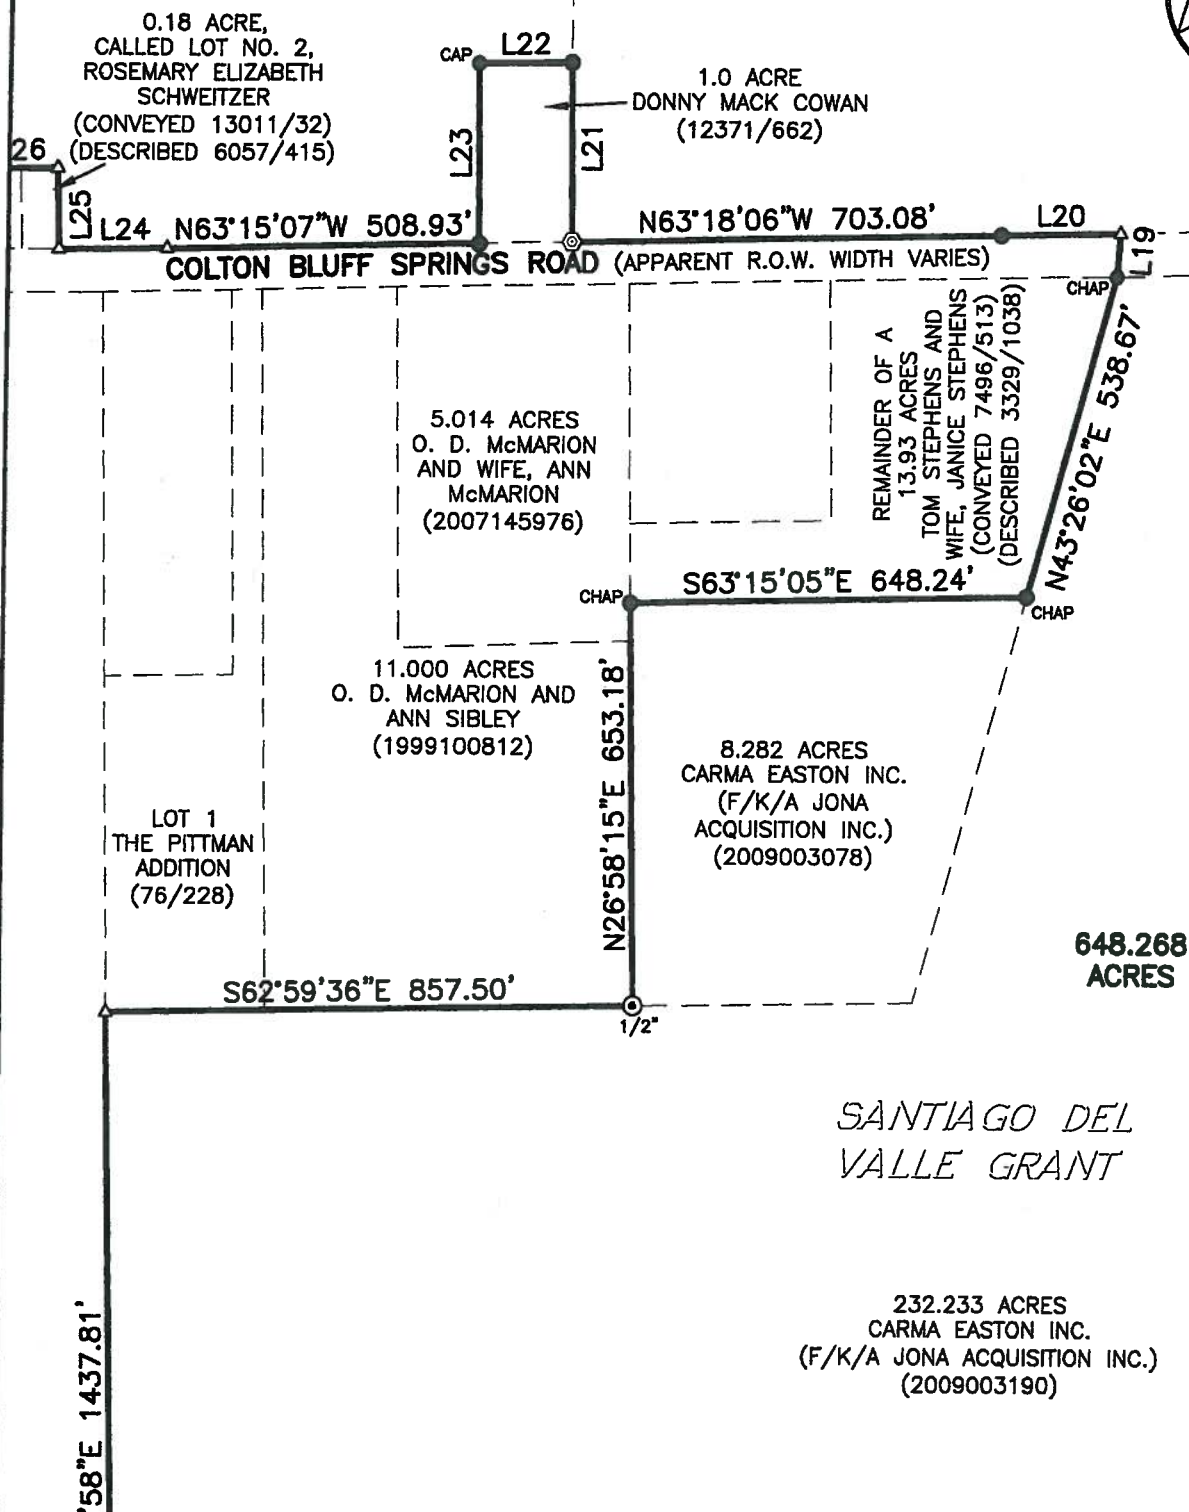 0.18 ACRE,
CALLED LOT NO. 2,
ROSEMARY ELIZABETH
SCHWEITZER
(CONVEYED 13011/32)
(DESCRIBED 6057/415)
CAP
L22
1.0 ACRE
DONNY MACK COWAN
(12371/662)
L23
L21
26
L25
L24
N63°15'07"W 508.93'
N63°18'06"W 703.08'
L20
L19
COLTON BLUFF SPRINGS ROAD (APPARENT R.O.W. WIDTH VARIES)
CHAP
REMAINDER OF A
13.93 ACRES
TOM STEPHENS AND
WIFE, JANICE STEPHENS
(CONVEYED 7496/513)
(DESCRIBED 3329/1038)
N43°26'02"E 538.67'
5.014 ACRES
O. D. McMARION
AND WIFE, ANN
McMARION
(2007145976)
S63°15'05"E 648.24'
CHAP
CHAP
11.000 ACRES
O. D. McMARION AND
ANN SIBLEY
(1999100812)
N26°58'15"E 653.18'
8.282 ACRES
CARMA EASTON INC.
(F/K/A JONA
ACQUISITION INC.)
(2009003078)
LOT 1
THE PITTMAN
ADDITION
(76/228)
648.268
ACRES
S62°59'36"E 857.50'
1/2"
SANTIAGO DEL
VALLE GRANT
232.233 ACRES
CARMA EASTON INC.
(F/K/A JONA ACQUISITION INC.)
(2009003190)
'58"E 1437.81'